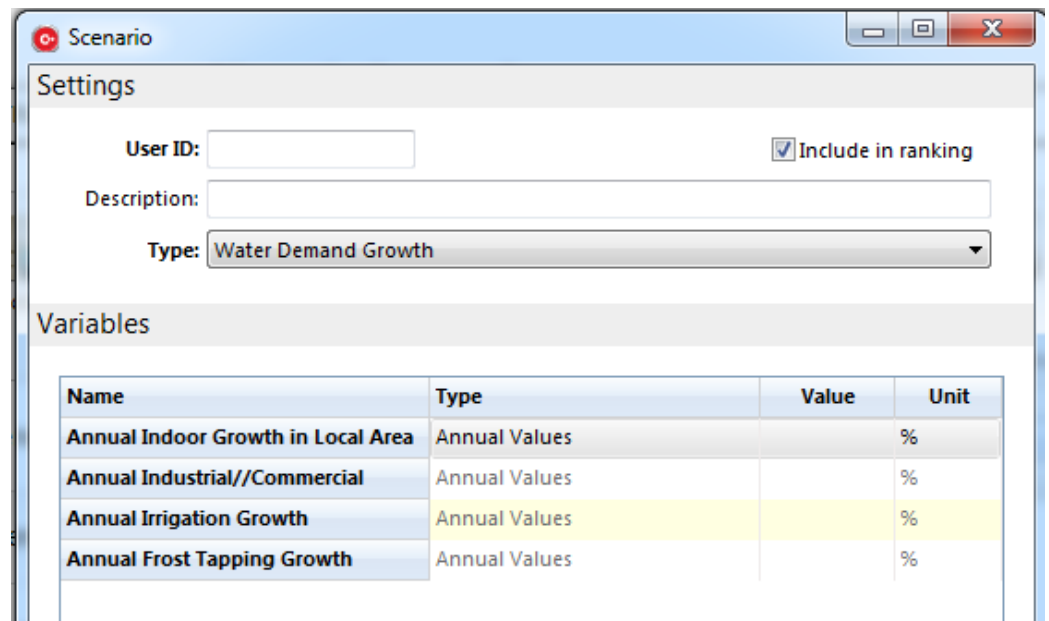 Scenario
Settings
User ID:
Include in ranking
Description:
Type: Water Demand Growth
Variables
Name Type Value Unit
Annual Indoor Growth in Local Area Annual Values %
Annual Industrial//Commercial Annual Values %
Annual Irrigation Growth Annual Values %
Annual Frost Tapping Growth Annual Values %